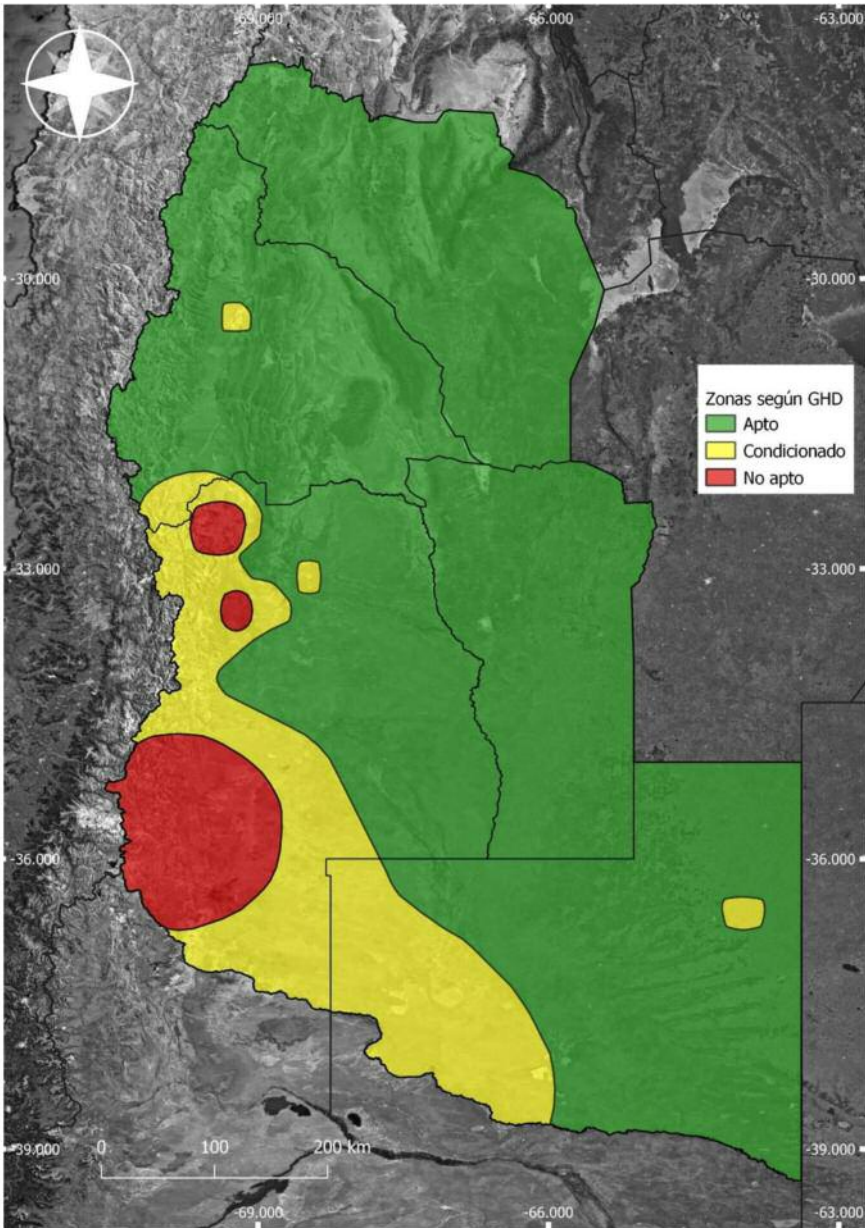 -69.000 -66.000 -63.000
-30.000 -30.000
Zonas según GHD
Apto
Condicionado
No apto
-33.000 -33.000
-36.000 -36.000
-39.000 -39.000
0 100 200 km
-69.000 -66.000 -63.000